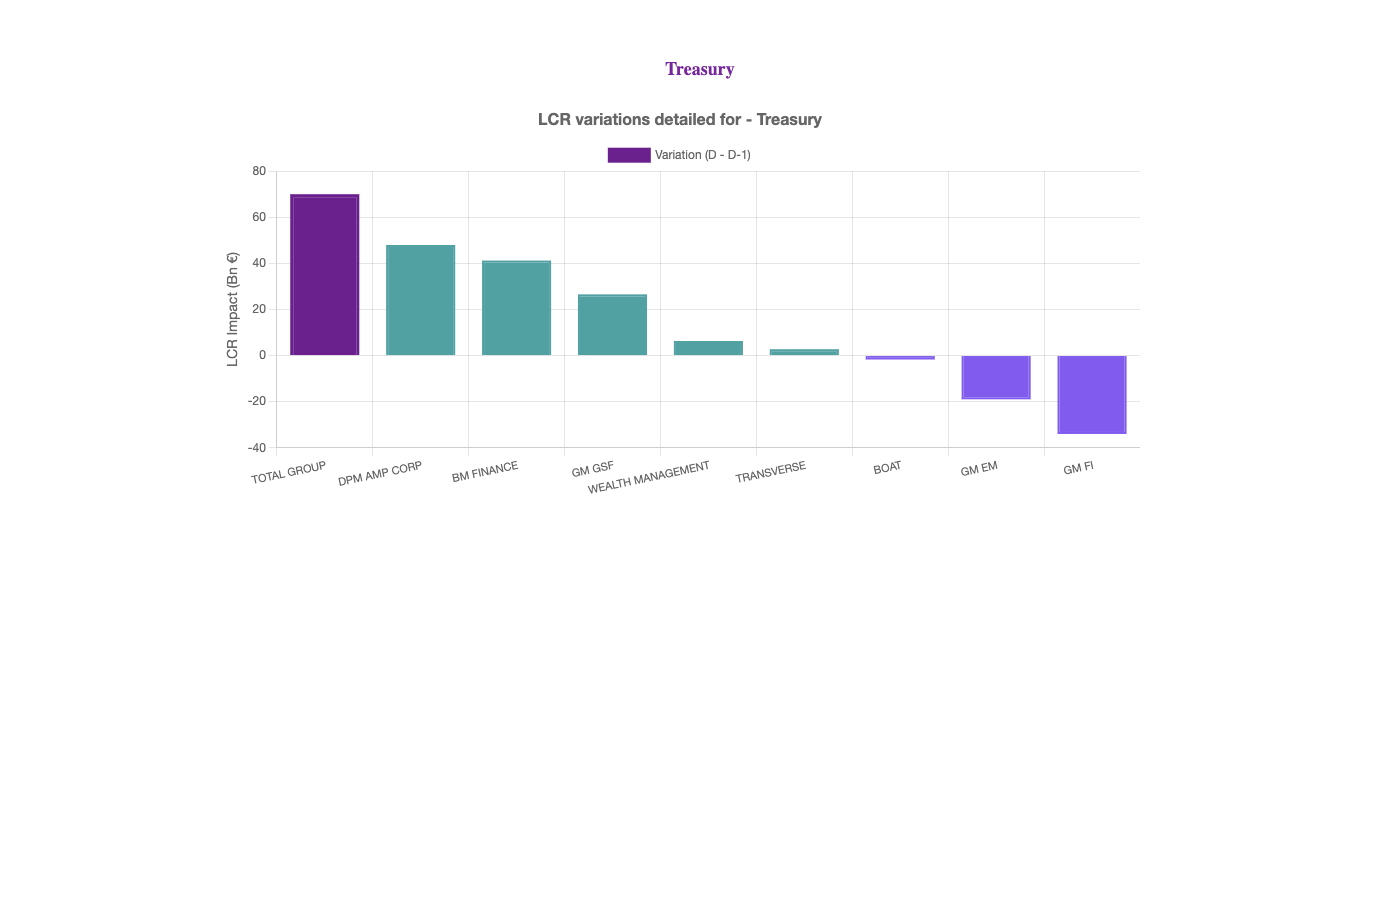 Treasury
LCR variations detailed for - Treasury
Variation (D - D-1)
LCR Impact (Bn €)
80
60
40
20
0
-20
-40
TOTAL GROUP
DPM AMP CORP
BM FINANCE
GM GSF
WEALTH MANAGEMENT
TRANSVERSE
BOAT
GM EM
GM FI